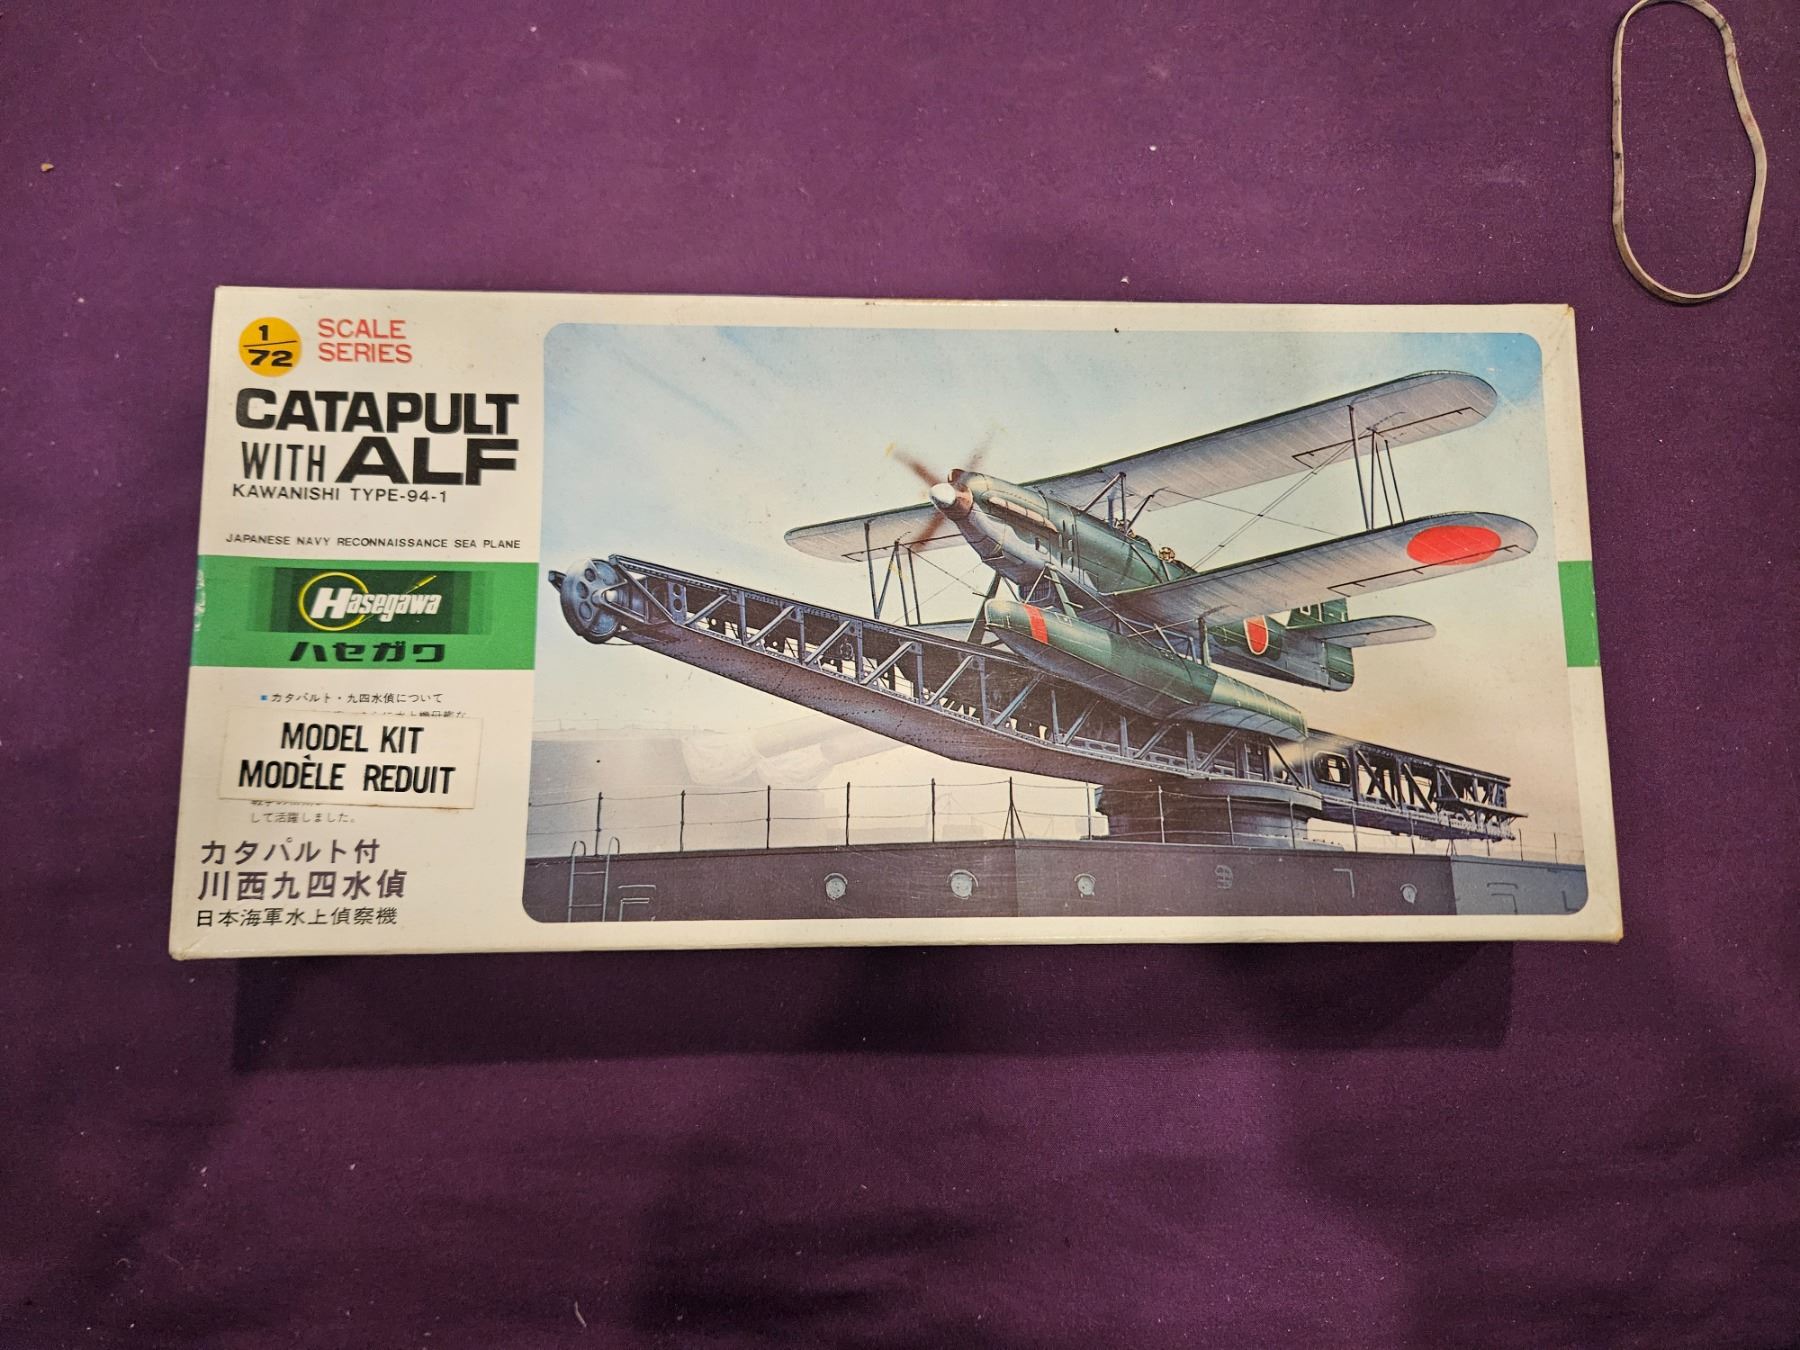 1/72
SCALE
SERIES
CATAPULT
WITH ALF
KAWANISHI TYPE-94-1
JAPANESE NAVY RECONNAISSANCE SEA PLANE
Hasegawa
ハセガワ
■カタパルト・九四水偵について
MODEL KIT
MODÈLE REDUIT
して活躍しました。
カタパルト付
川西九四水偵
日本海軍水上偵察機